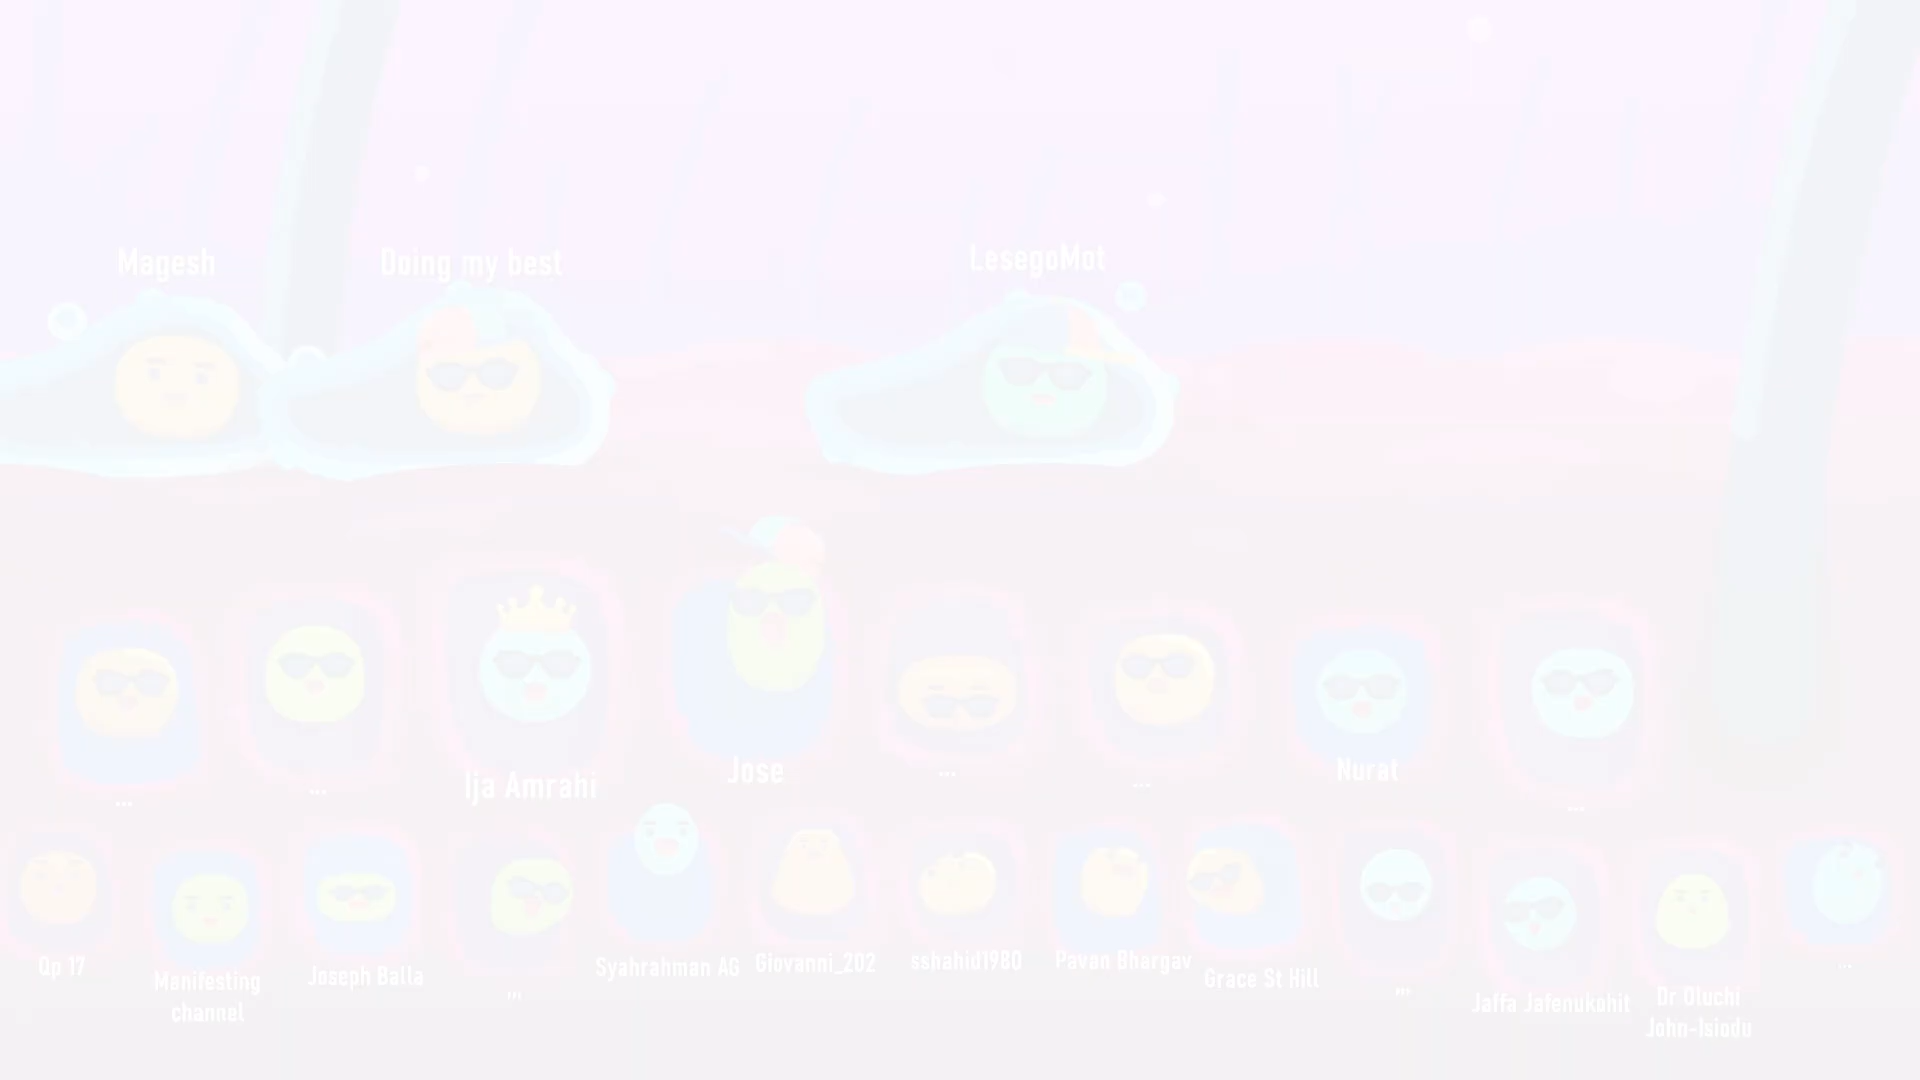 Magesh
Doing my best
LesegoMot
...
...
Ija Amrahi
Jose
...
...
Nurat
...
Op 17
Manifesting
channel
Joseph Balla
...
Syahrahman AG
Giovanni_202
sshahid1980
Pavan Bhargav
Grace St Hill
...
Jaffa Jafenukohit
Dr Oluchi
John-Isiodu
...